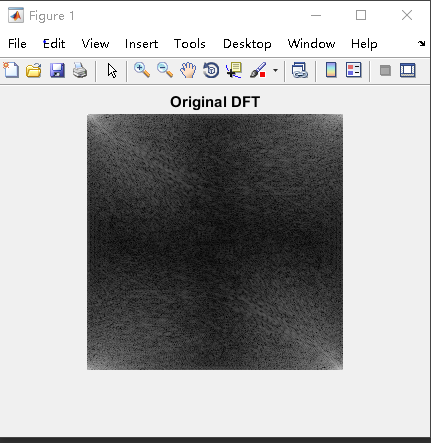 Figure 1
File Edit View Insert Tools Desktop Window Help
Original DFT